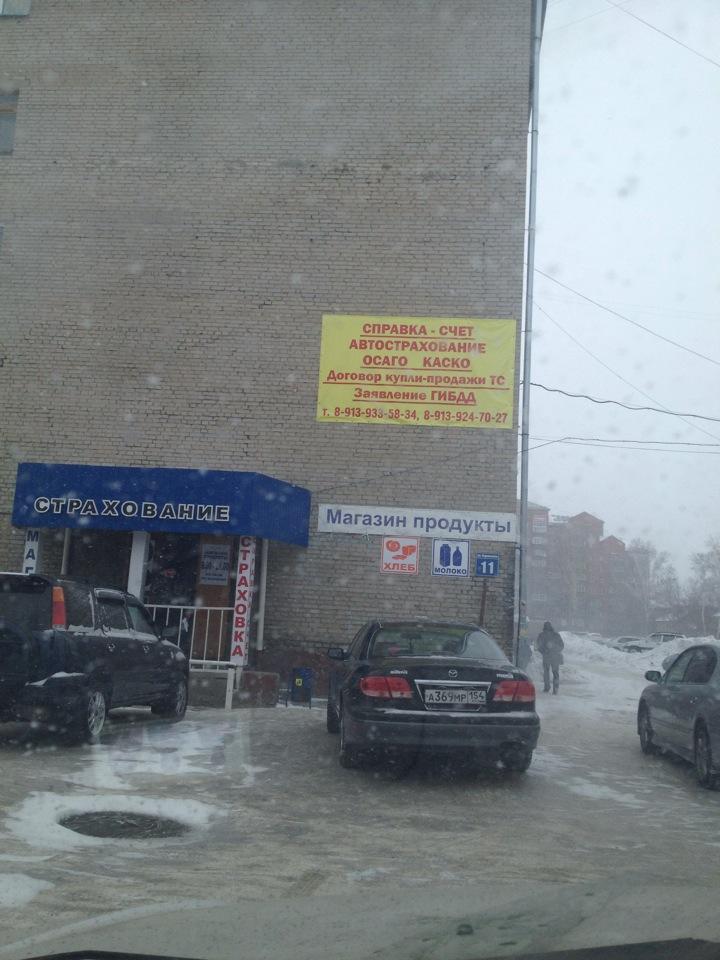 СПРАВКА - СЧЕТ
АВТОСТРАХОВАНИЕ
ОСАГО КАСКО
Договор купли-продажи ТС
Заявление ГИБДД
т. 8-913-933-58-34, 8-913-924-70-27
СТРАХОВАНИЕ
Магазин продукты
ХЛЕБ
МОЛОКО
11
СТРАХОВКА
А369МР 154